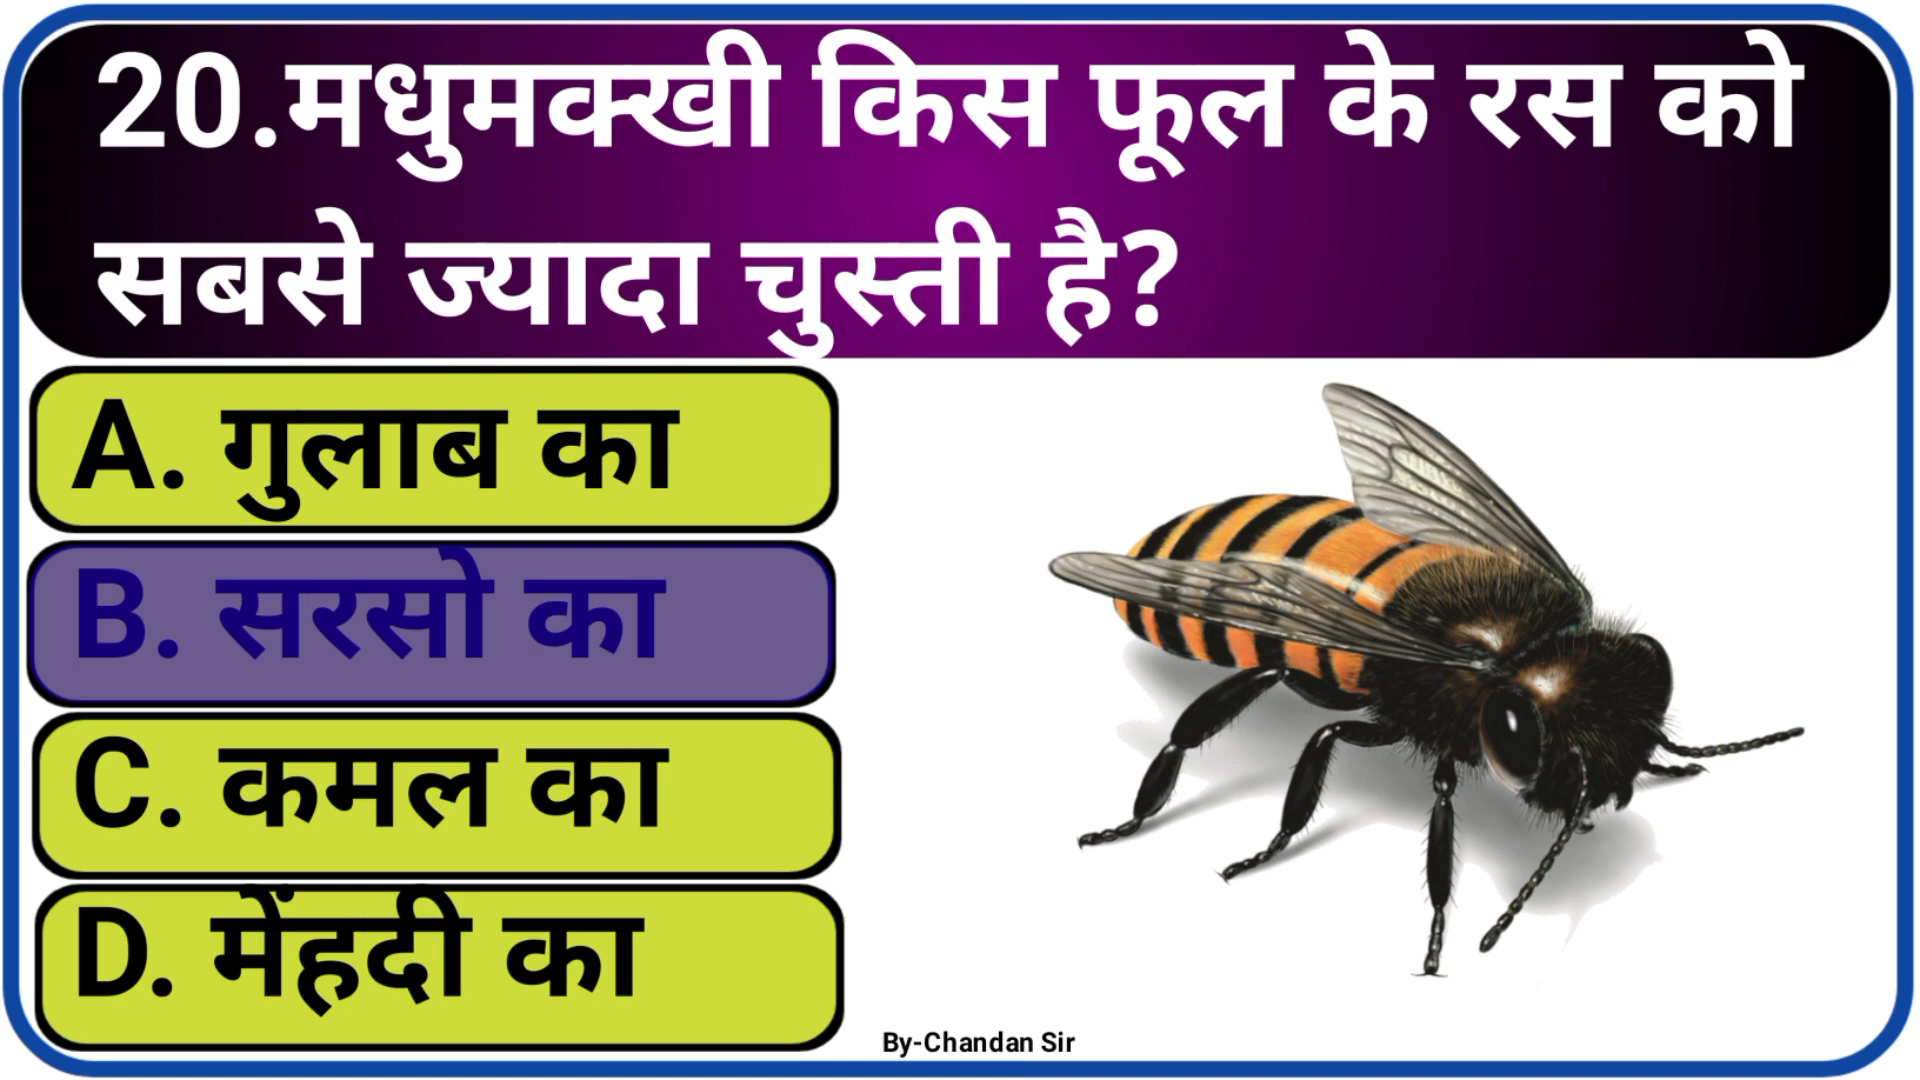 20.मधुमक्खी किस फूल के रस को
सबसे ज्यादा चुस्ती है?
A. गुलाब का
B. सरसो का
C. कमल का
D. मेंहदी का
By-Chandan Sir